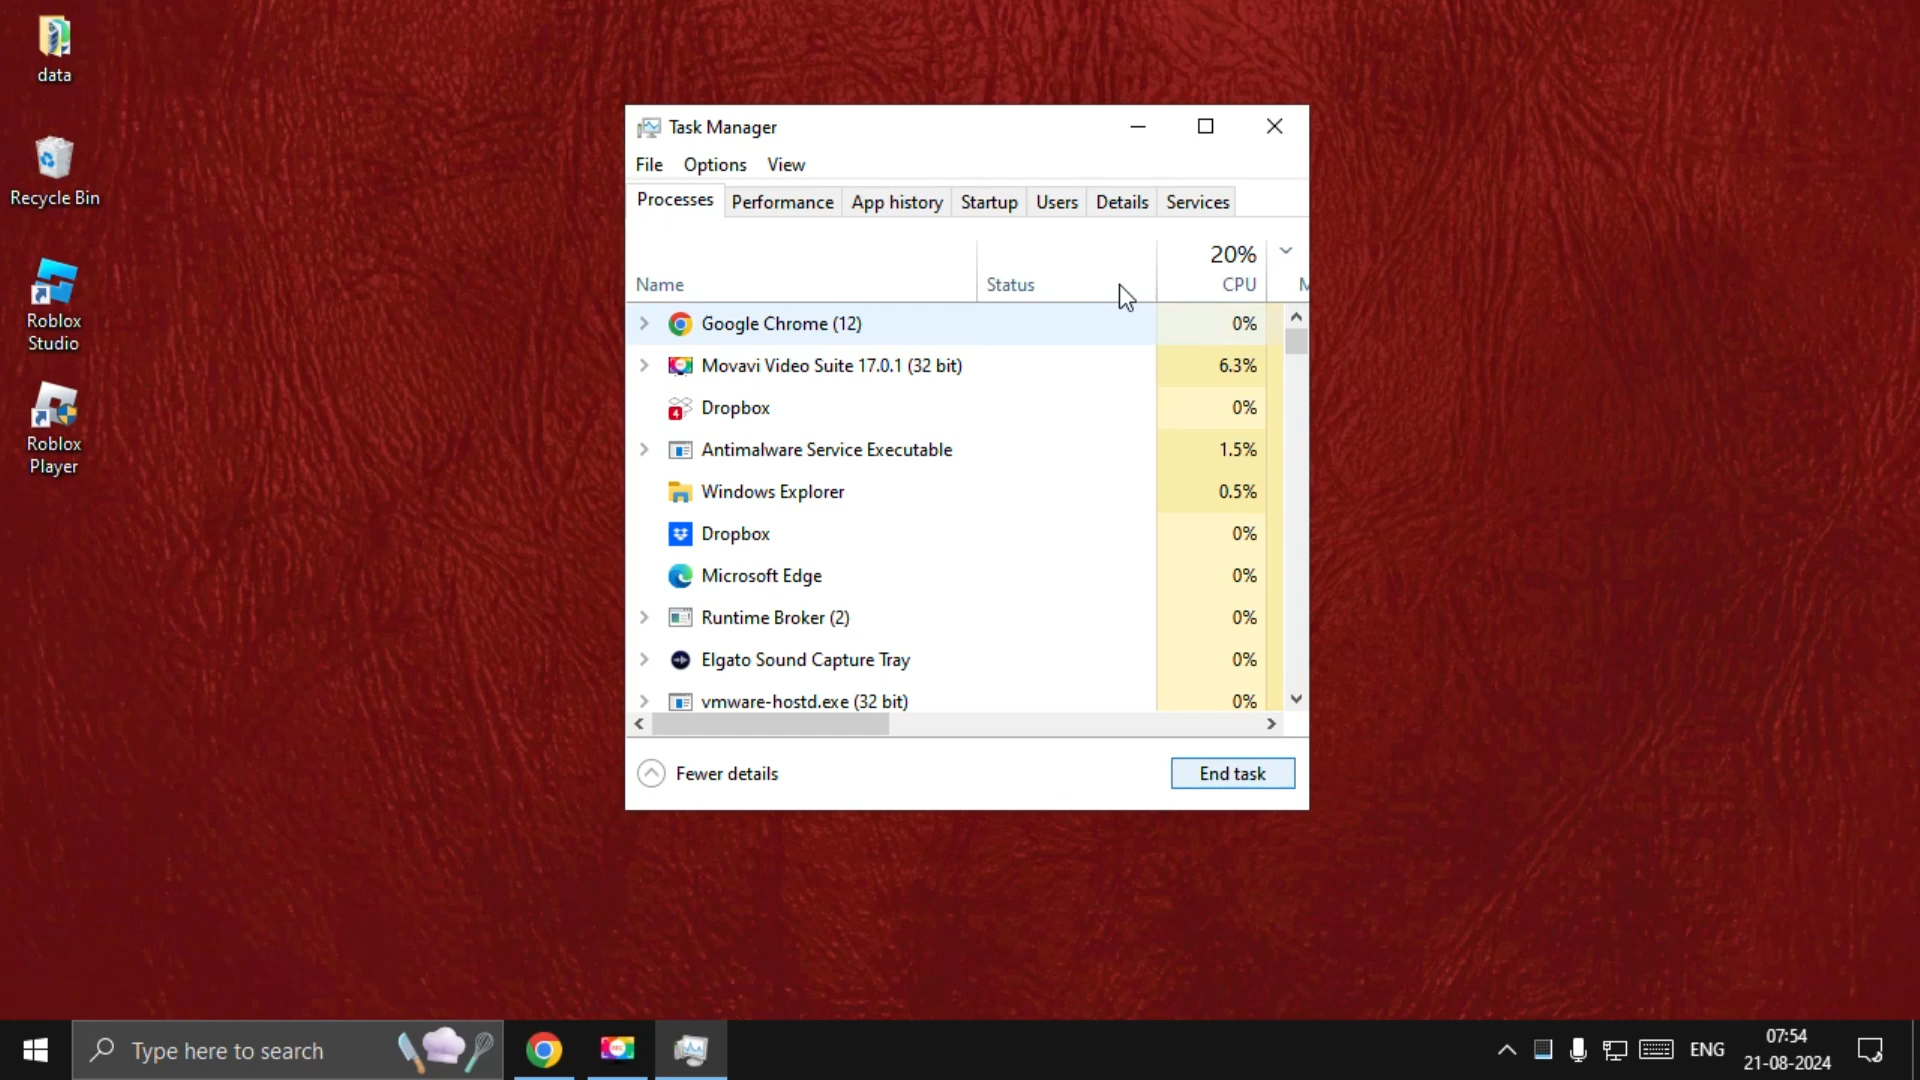 data
Recycle Bin
Roblox
Studio
Roblox
Player
Task Manager
File Options View
Processes Performance App history Startup Users Details Services
20%
Name Status CPU M
Google Chrome (12) 0%
Movavi Video Suite 17.0.1 (32 bit) 6.3%
4 Dropbox 0%
Antimalware Service Executable 1.5%
Windows Explorer 0.5%
Dropbox 0%
Microsoft Edge 0%
Runtime Broker (2) 0%
Elgato Sound Capture Tray 0%
vmware-hostd.exe (32 bit) 0%
Fewer details End task
Type here to search
ENG
07:54
21-08-2024